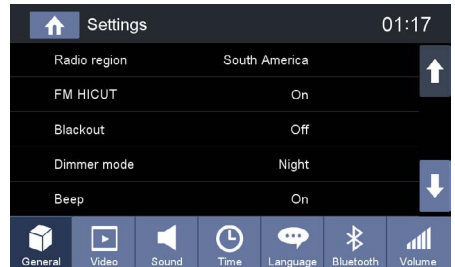 Settings 01:17
Radio region South America
FM HICUT On
Blackout Off
Dimmer mode Night
Beep On
General Video Sound Time Language Bluetooth Volume